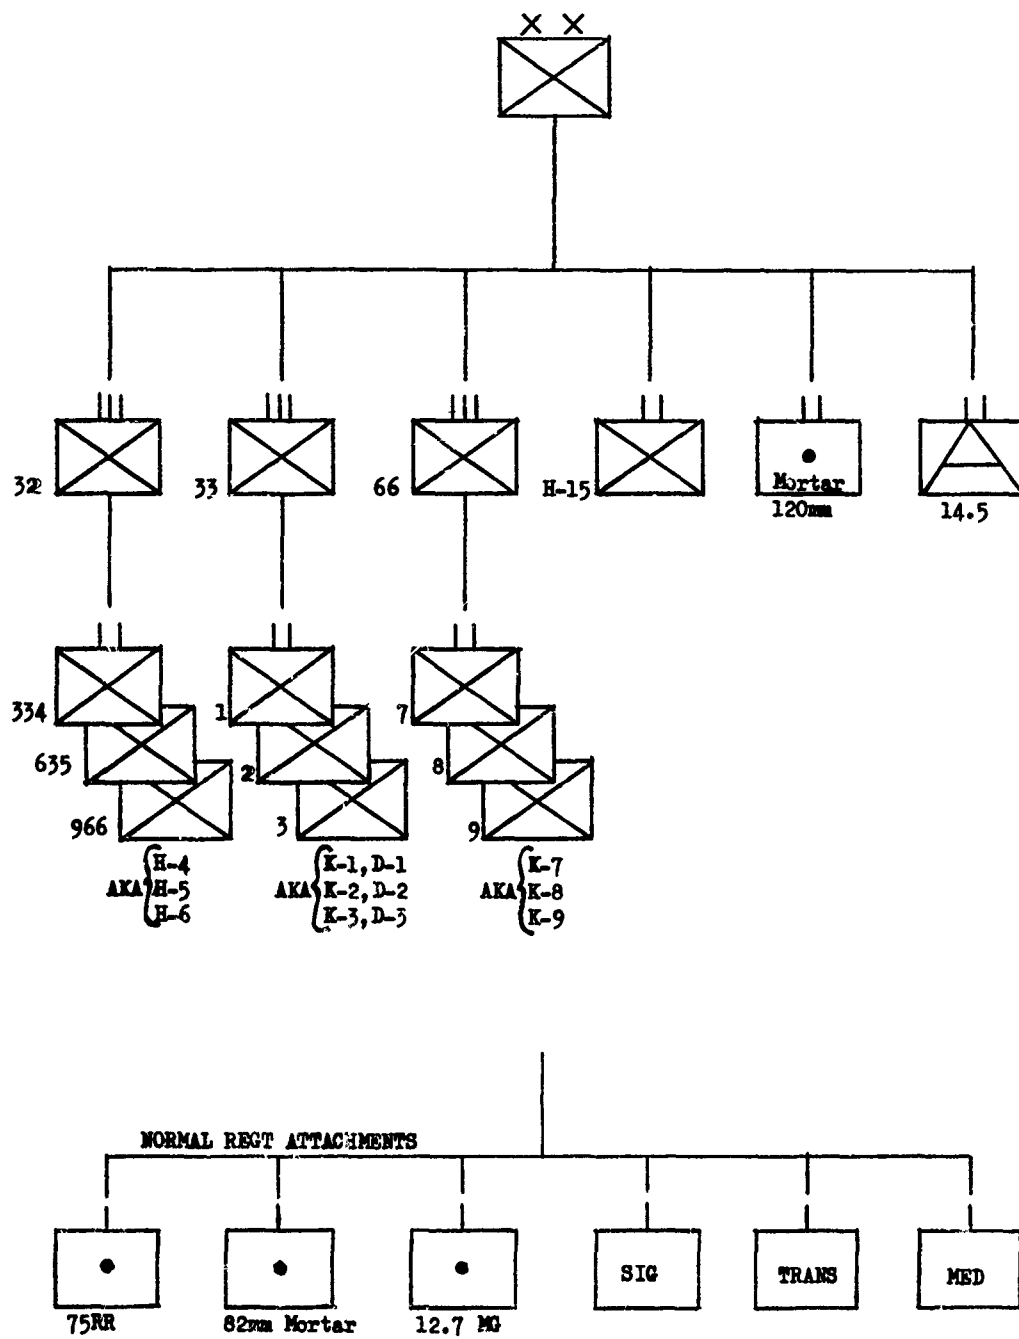 32
33
66
H-15
Mortar
120mm
14.5
334
635
966
1
2
3
7
8
9
AKA
H-4
H-5
H-6
AKA
K-1, D-1
K-2, D-2
K-3, D-3
AKA
K-7
K-8
K-9
NORMAL REGT ATTACHMENTS
75RR
82mm Mortar
12.7 MG
SIG
TRANS
MED